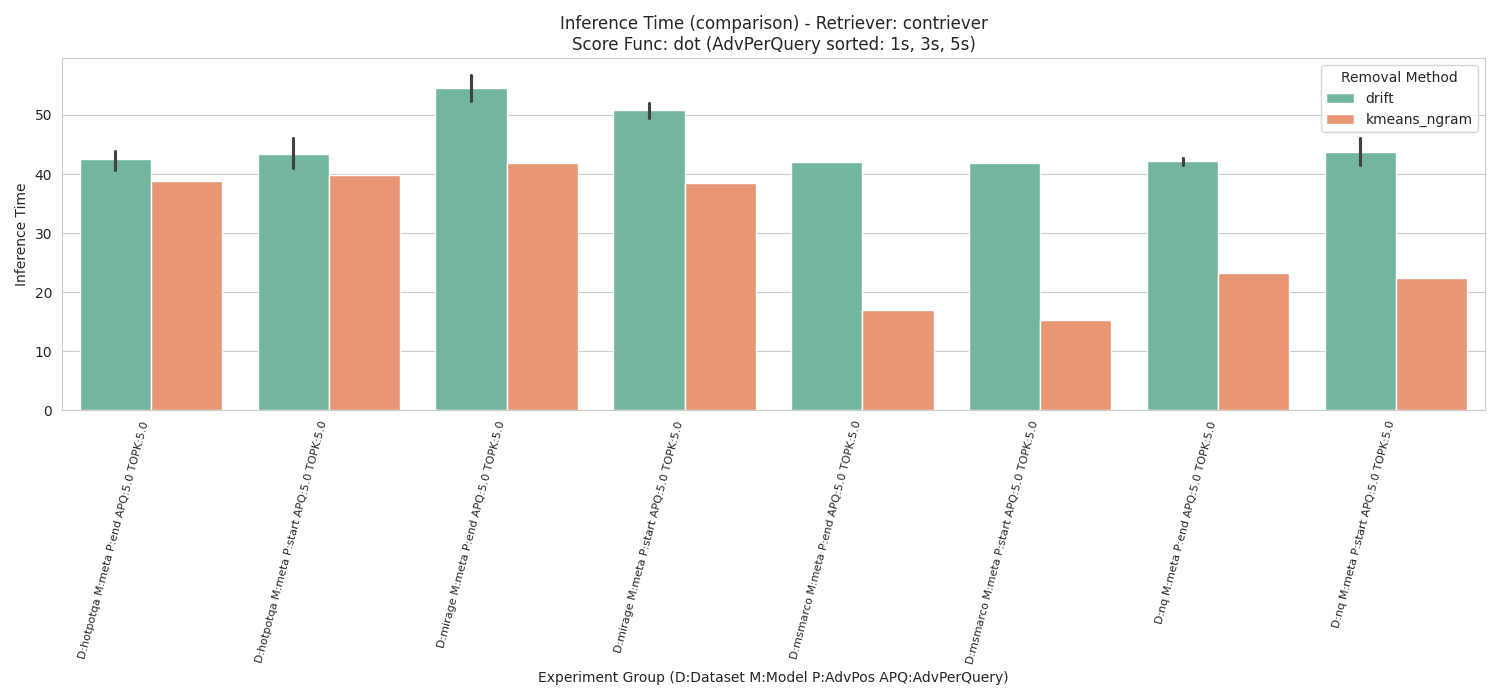 Inference Time (comparison) - Retriever: contriever
Score Func: dot (AdvPerQuery sorted: 1s, 3s, 5s)
Removal Method
drift
kmeans_ngram
Inference Time
50
40
30
20
10
0
D:hotpotqa M:meta P:end APQ:5.0 TOPK:5.0
D:hotpotqa M:meta P:start APQ:5.0 TOPK:5.0
D:mirage M:meta P:end APQ:5.0 TOPK:5.0
D:mirage M:meta P:start APQ:5.0 TOPK:5.0
D:msmarco M:meta P:end APQ:5.0 TOPK:5.0
D:msmarco M:meta P:start APQ:5.0 TOPK:5.0
D:nq M:meta P:end APQ:5.0 TOPK:5.0
D:nq M:meta P:start APQ:5.0 TOPK:5.0
Experiment Group (D:Dataset M:Model P:AdvPos APQ:AdvPerQuery)